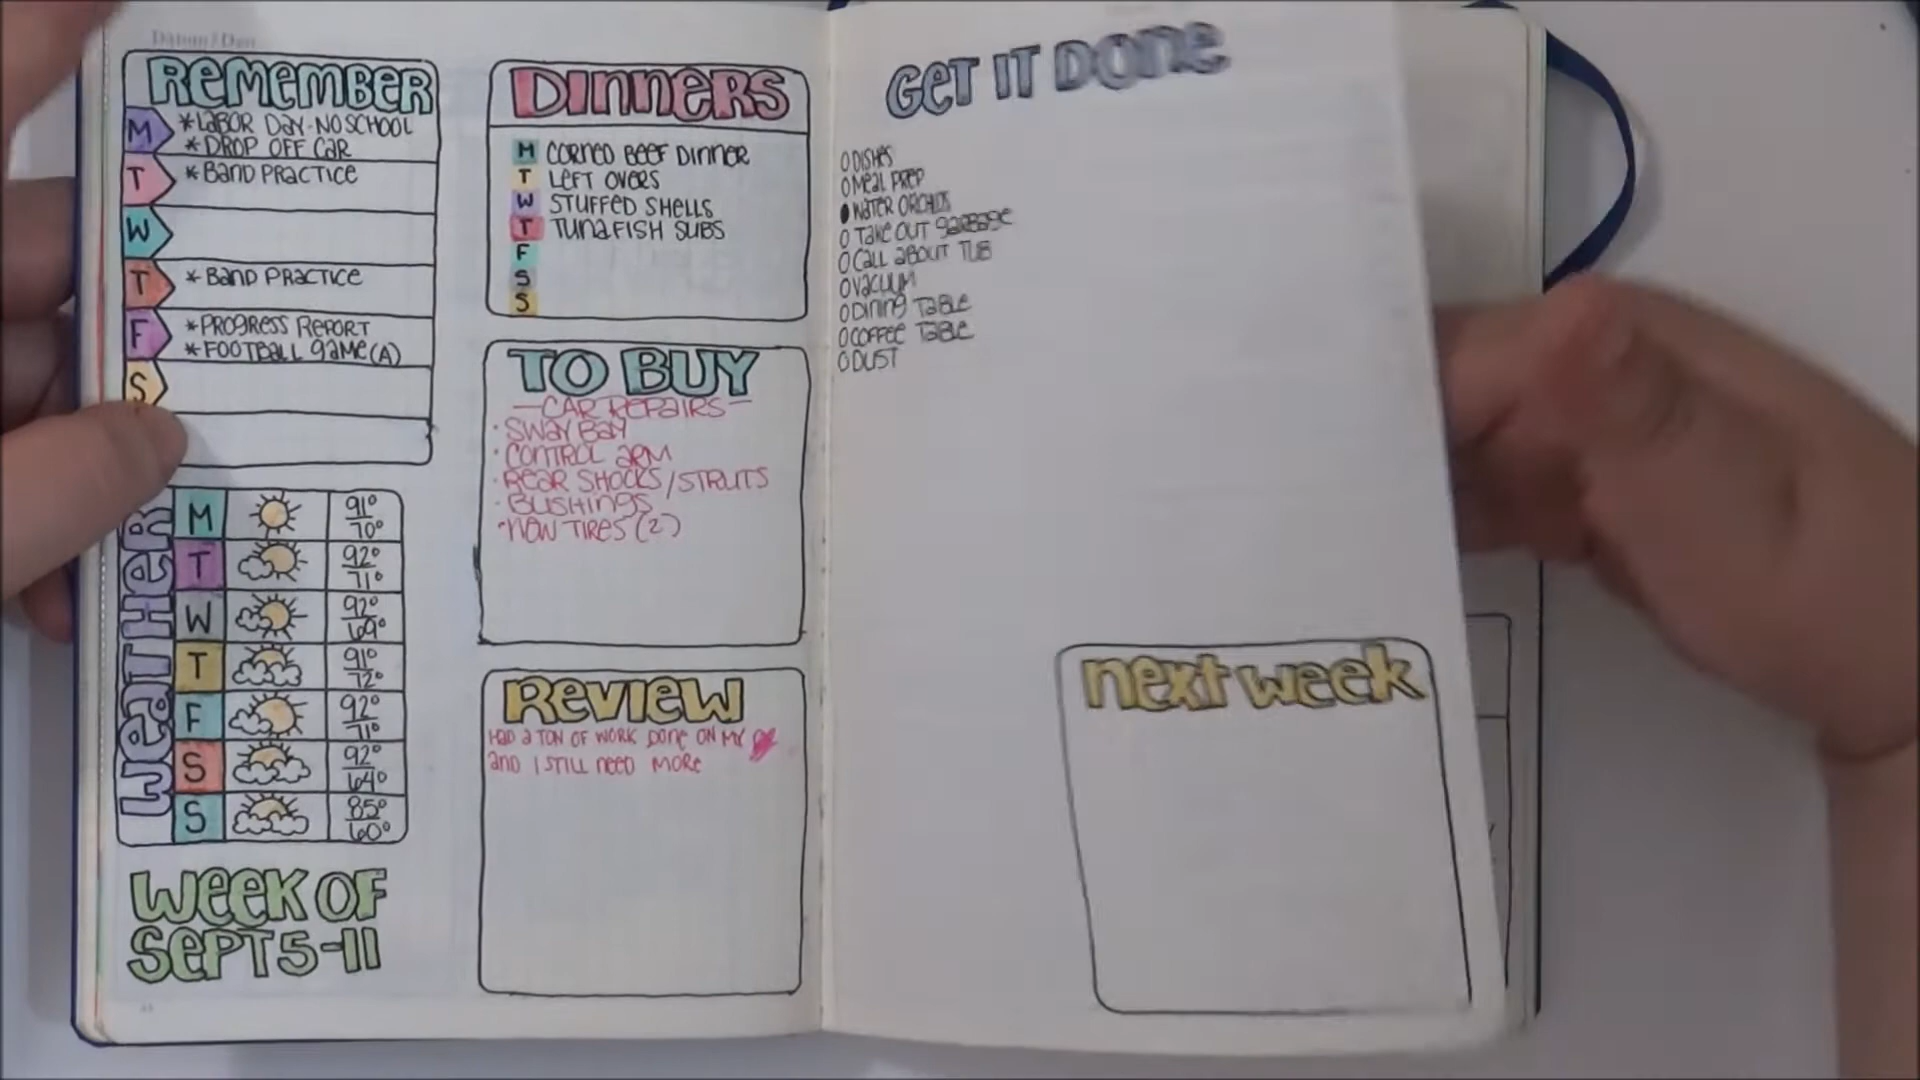 Datum/Date
REMEMBER
M
*LABOR DAY-NO SCHOOL
*DROP OFF CAR
T
*BAND PRACTICE
W
T
*BAND PRACTICE
F
*PROGRESS REPORT
*FOOTBALL GAME(A)
S
WEATHER
M 91° 70°
T 92° 71°
W 92° 69°
T 91° 72°
F 92° 71°
S 92° 64°
S 85° 60°
WEEK OF
SEPT 5-11
DINNERS
M CORNED BEEF DINNER
T LEFT OVERS
W STUFFED SHELLS
T TUNAFISH SUBS
F
S
S
TO BUY
-CAR REPAIRS-
·SWAY BAY
·CONTROL ARM
·REAR SHOCKS/STRUTS
·BUSHINGS
·NEW TIRES (2)
REVIEW
HAD A TON OF WORK DONE ON MY
AND I STILL NEED MORE
GET IT DONE
O DISHES
O MEAL PREP
● WATER ORCHIDS
O TAKE OUT GARBAGE
O CALL ABOUT TUB
O VACUUM
O DINING TABLE
O COFFEE TABLE
O DUST
NEXT WEEK